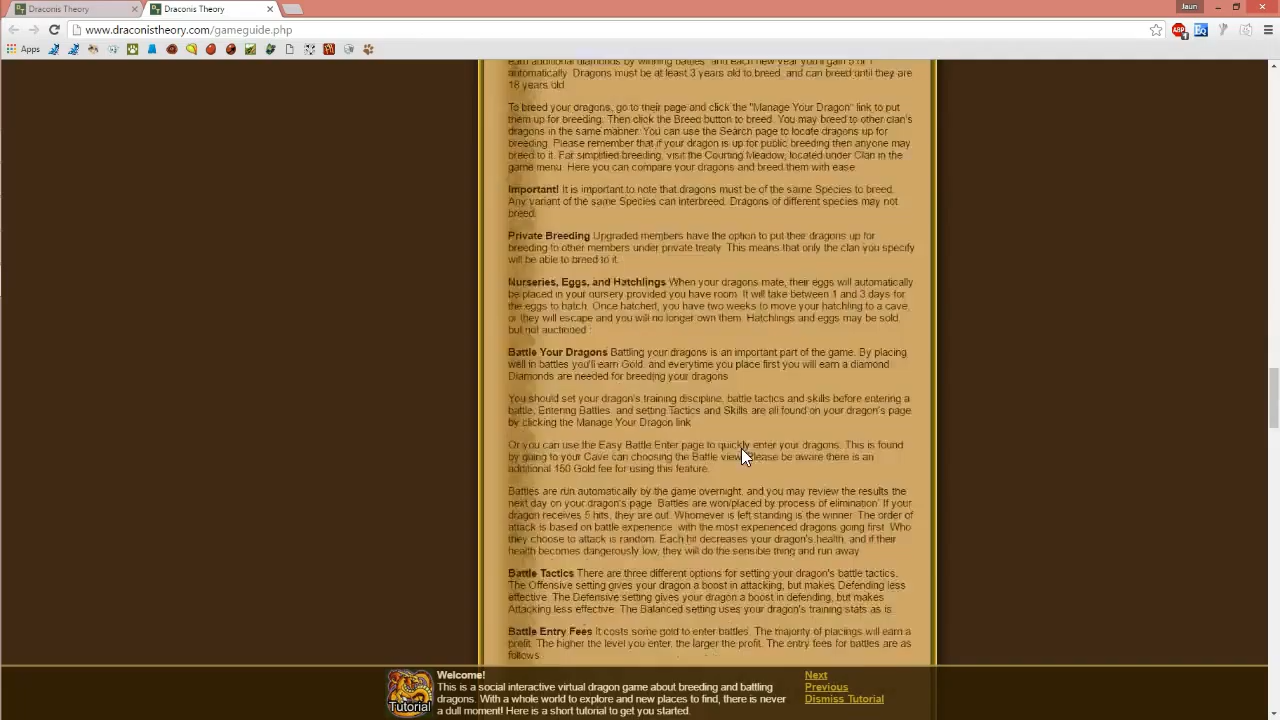 Draconis Theory
Draconis Theory
Jaun
www.draconistheory.com/gameguide.php
Apps
earn additional diamonds by winning battles, and each new year you'll gain 5 or
automatically. Dragons must be at least 3 years old to breed, and can breed until they are
18 years old.
To breed your dragons, go to their page and click the "Manage Your Dragon" link to put
them up for breeding. Then click the Breed button to breed. You may breed to other clan's
dragons in the same manner. You can use the Search page to locate dragons up for
breeding. Please remember that if your dragon is up for public breeding then anyone may
breed to it. For simplified breeding, visit the Courting Meadow, located under Clan in the
game menu. Here you can compare your dragons and breed them with ease.
Important! It is important to note that dragons must be of the same Species to breed.
Any variant of the same Species can interbreed. Dragons of different species may not
breed.
Private Breeding Upgraded members have the option to put their dragons up for
breeding to other members under private treaty. This means that only the clan you specify
will be able to breed to it.
Nurseries, Eggs, and Hatchlings When your dragons mate, their eggs will automatically
be placed in your nursery provided you have room. It will take between 1 and 3 days for
the eggs to hatch. Once hatched, you have two weeks to move your hatchling to a cave,
or they will escape and you will no longer own them. Hatchlings and eggs may be sold,
but not auctioned.
Battle Your Dragons Battling your dragons is an important part of the game. By placing
well in battles you'll earn Gold, and everytime you place first you will earn a diamond.
Diamonds are needed for breeding your dragons.
You should set your dragon's training discipline, battle tactics and skills before entering a
battle. Entering Battles, and setting Tactics and Skills are all found on your dragon's page
by clicking the Manage Your Dragon link.
Or you can use the Easy Battle Enter page to quickly enter your dragons. This is found
by going to your Cave can choosing the Battle view. Please be aware there is an
additional 150 Gold fee for using this feature.
Battles are run automatically by the game overnight, and you may review the results the
next day on your dragon's page. Battles are won/placed by process of elimination. If your
dragon receives 5 hits, they are out. Whomever is left standing is the winner. The order of
attack is based on battle experience, with the most experienced dragons going first. Who
they choose to attack is random. Each hit decreases your dragon's health, and if their
health becomes dangerously low, they will do the sensible thing and run away.
Battle Tactics There are three different options for setting your dragon's battle tactics.
The Offensive setting gives your dragon a boost in attacking, but makes Defending less
effective. The Defensive setting gives your dragon a boost in defending, but makes
Attacking less effective. The Balanced setting uses your dragon's training stats as is.
Battle Entry Fees It costs some gold to enter battles. The majority of placings will earn a
profit. The higher the level you enter, the larger the profit. The entry fees for battles are as
follows:
Tutorial
Welcome!
This is a social interactive virtual dragon game about breeding and battling
dragons. With a whole world to explore and new places to find, there is never
a dull moment! Here is a short tutorial to get you started.
Next
Previous
Dismiss Tutorial